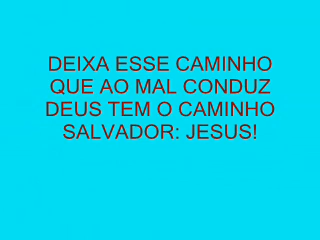 DEIXA ESSE CAMINHO
QUE AO MAL CONDUZ
DEUS TEM O CAMINHO
SALVADOR: JESUS!